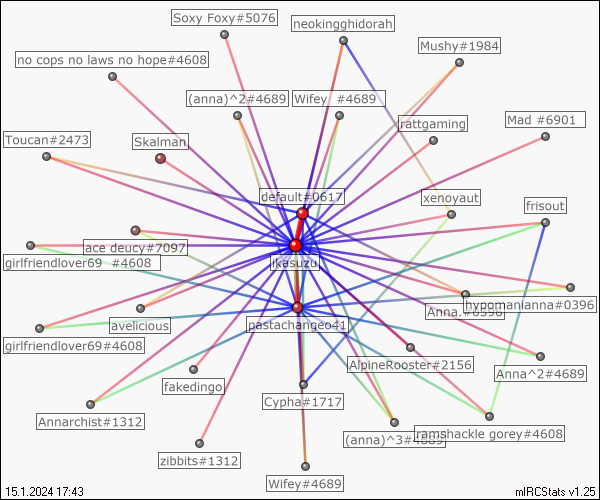 Soxy Foxy#5076
neokingghidorah
Mushy#1984
no cops no laws no hope#4608
(anna)^2#4689
Wifey  #4689
Mad #6901
rattgaming
Toucan#2473
Skalman
default#0617
xenoyaut
frisout
ace deucy#7097
girlfriendlover69  #4608
ikasuzu
hypomanianna#0396
Anna.#0396
avelicious
pastachangeo41
girlfriendlover69#4608
AlpineRooster#2156
Anna^2#4689
fakedingo
Cypha#1717
Annarchist#1312
(anna)^3#4689
ramshackle gorey#4608
zibbits#1312
Wifey#4689
15.1.2024 17:43
mIRCStats v1.25